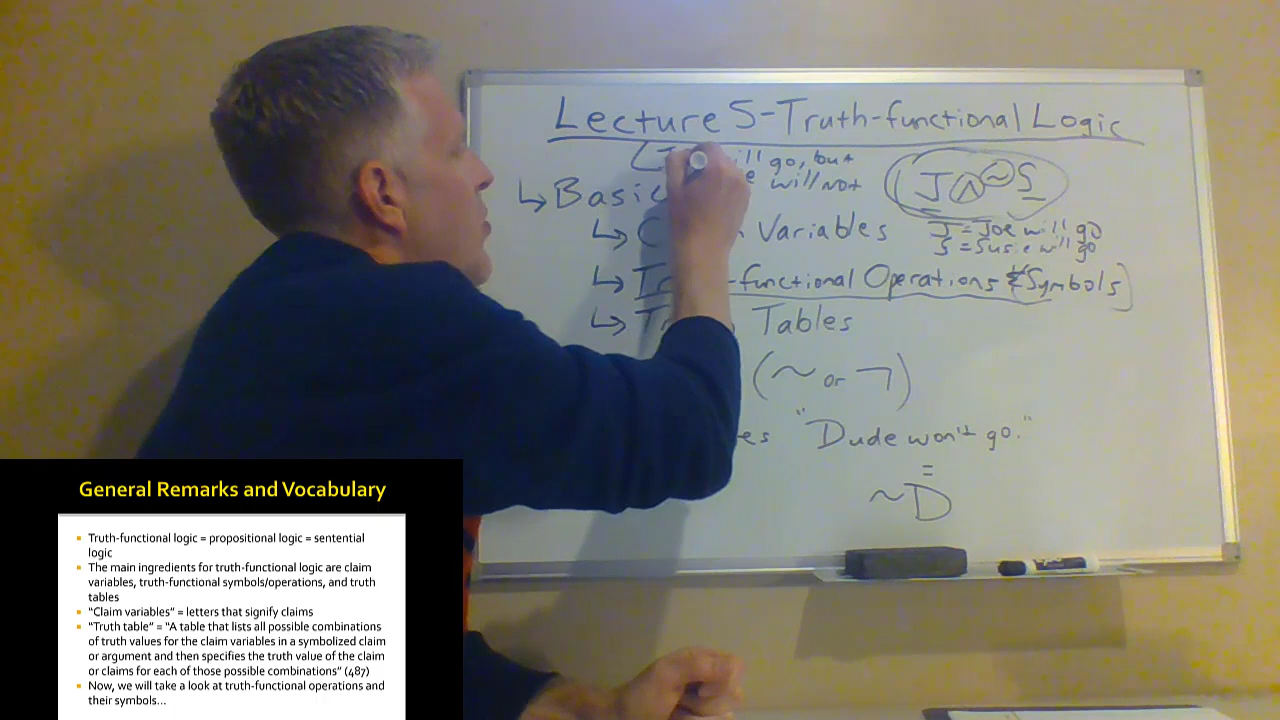 Lecture 5-Truth-functional Logic
will go, but
will not
J∧~S
↳Basic
↳ Variables
J = Joe will go
S = Susie will go
↳ -functional Operations & Symbols]
↳ Tables
(~ or ¬)
"Dude won't go."
=
~D
General Remarks and Vocabulary
Truth-functional logic = propositional logic = sentential
logic
The main ingredients for truth-functional logic are claim
variables, truth-functional symbols/operations, and truth
tables
“Claim variables” = letters that signify claims
“Truth table” = “A table that lists all possible combinations
of truth values for the claim variables in a symbolized claim
or argument and then specifies the truth value of the claim
or claims for each of those possible combinations” (487)
Now, we will take a look at truth-functional operations and
their symbols...